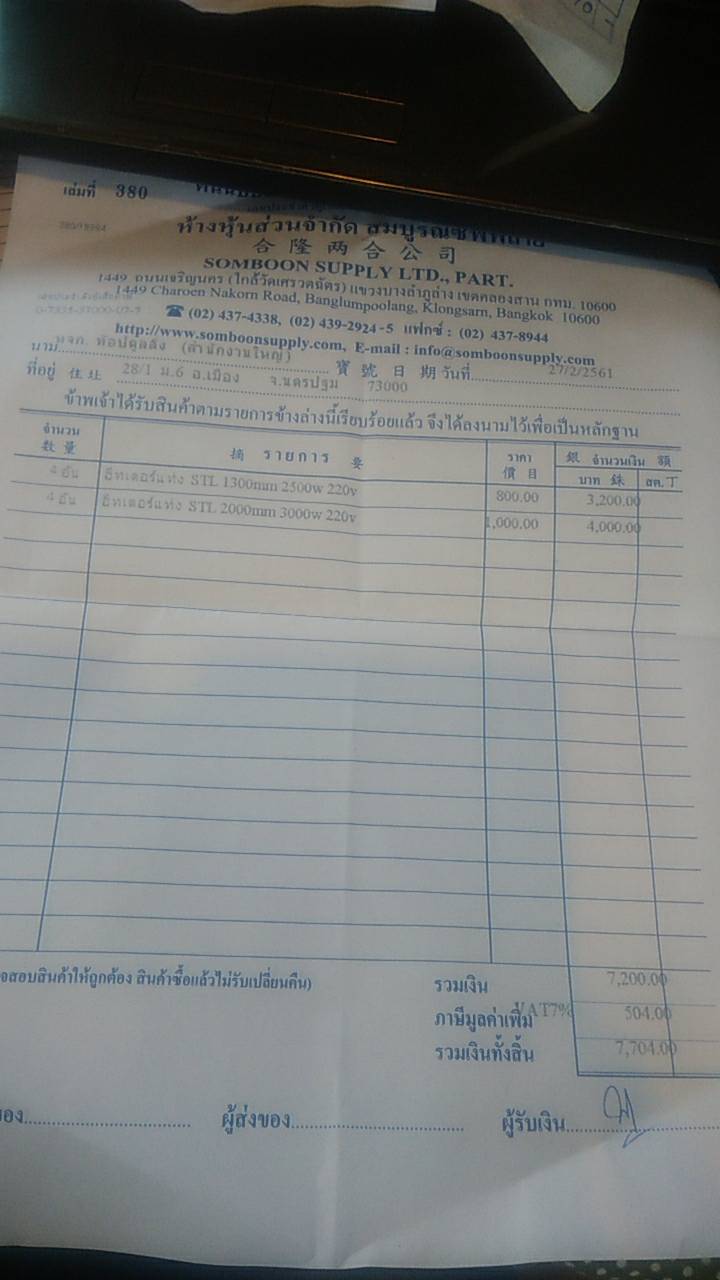 เล่มที่ 380
ห้างหุ้นส่วนจำกัด สมบูรณ์ซัพพลาย
合隆两合公司
SOMBOON SUPPLY LTD., PART.
1449 ถนนเจริญนคร (ใกล้วัดเศวตฉัตร) แขวงบางลำภูล่าง เขตคลองสาน กทม. 10600
1449 Charoen Nakorn Road, Banglumpoolang, Klongsarn, Bangkok 10600
☎ (02) 437-4338, (02) 439-2924-5 แฟกซ์ : (02) 437-8944
http://www.somboonsupply.com, E-mail : info@somboonsupply.com
นาม หจก. ท้อปคูลลิ่ง (สำนักงานใหญ่) 寶號 日期 วันที่ 27/2/2561
ที่อยู่ 住址 28/1 ม.6 อ.เมือง จ.นครปฐม 73000
ข้าพเจ้าได้รับสินค้าตามรายการข้างล่างนี้เรียบร้อยแล้ว จึงได้ลงนามไว้เพื่อเป็นหลักฐาน
จำนวน 數量 摘 รายการ 要 ราคา 價目 銀 จำนวนเงิน 額
บาท 銖 สต. 丁
4 อัน ฮีทเตอร์แท่ง STL 1300mm 2500w 220v 800.00 3,200.00
4 อัน ฮีทเตอร์แท่ง STL 2000mm 3000w 220v 1,000.00 4,000.00
สอบสินค้าให้ถูกต้อง สินค้าซื้อแล้วไม่รับเปลี่ยนคืน) รวมเงิน 7,200.00
ภาษีมูลค่าเพิ่ม VAT7% 504.00
รวมเงินทั้งสิ้น 7,704.00
ผู้ส่งของ ผู้รับเงิน